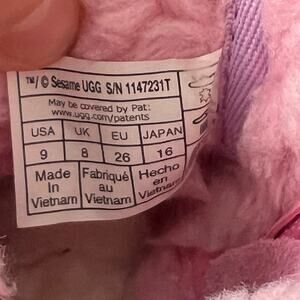 ™/© Sesame UGG S/N 1147231T
May be covered by Pat:
www.ugg.com/patents
USA UK EU JAPAN
9 8 26 16
Made In Vietnam
Fabriqué au Vietnam
Hecho en Vietnam